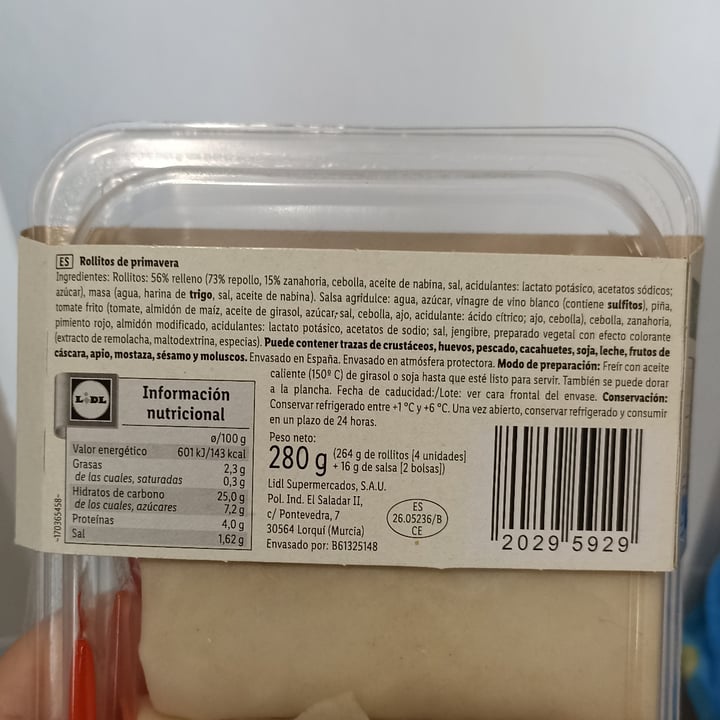 ES Rollitos de primavera
Ingredientes: Rollitos: 56% relleno (73% repollo, 15% zanahoria, cebolla, aceite de nabina, sal, acidulantes: lactato potásico, acetatos sódicos;
azúcar), masa (agua, harina de trigo, sal, aceite de nabina). Salsa agridulce: agua, azúcar, vinagre de vino blanco (contiene sulfitos), piña,
tomate frito (tomate, almidón de maíz, aceite de girasol, azúcar, sal, cebolla, ajo, acidulante: ácido cítrico; ajo, cebolla), cebolla, zanahoria,
pimiento rojo, almidón modificado, acidulantes: lactato potásico, acetatos de sodio; sal, jengibre, preparado vegetal con efecto colorante
(extracto de remolacha, maltodextrina, especias). Puede contener trazas de crustáceos, huevos, pescado, cacahuetes, soja, leche, frutos de
cáscara, apio, mostaza, sésamo y moluscos. Envasado en España. Envasado en atmósfera protectora. Modo de preparación: Freír con aceite
caliente (150º C) de girasol o soja hasta que esté listo para servir. También se puede dorar
a la plancha. Fecha de caducidad:/Lote: ver cara frontal del envase. Conservación:
Conservar refrigerado entre +1 °C y +6 °C. Una vez abierto, conservar refrigerado y consumir
en un plazo de 24 horas.
LIDL
Información
nutricional
ø/100 g
Valor energético 601 kJ/143 kcal
Grasas 2,3 g
de las cuales, saturadas 0,3 g
Hidratos de carbono 25,0 g
de los cuales, azúcares 7,2 g
Proteínas 4,0 g
Sal 1,62 g
~170365458~
Peso neto:
280 g (264 g de rollitos [4 unidades]
+ 16 g de salsa [2 bolsas])
Lidl Supermercados, S.A.U.
Pol. Ind. El Saladar II,
c/ Pontevedra, 7
30564 Lorquí (Murcia)
Envasado por: B61325148
ES
26.05236/B
CE
2029 5929